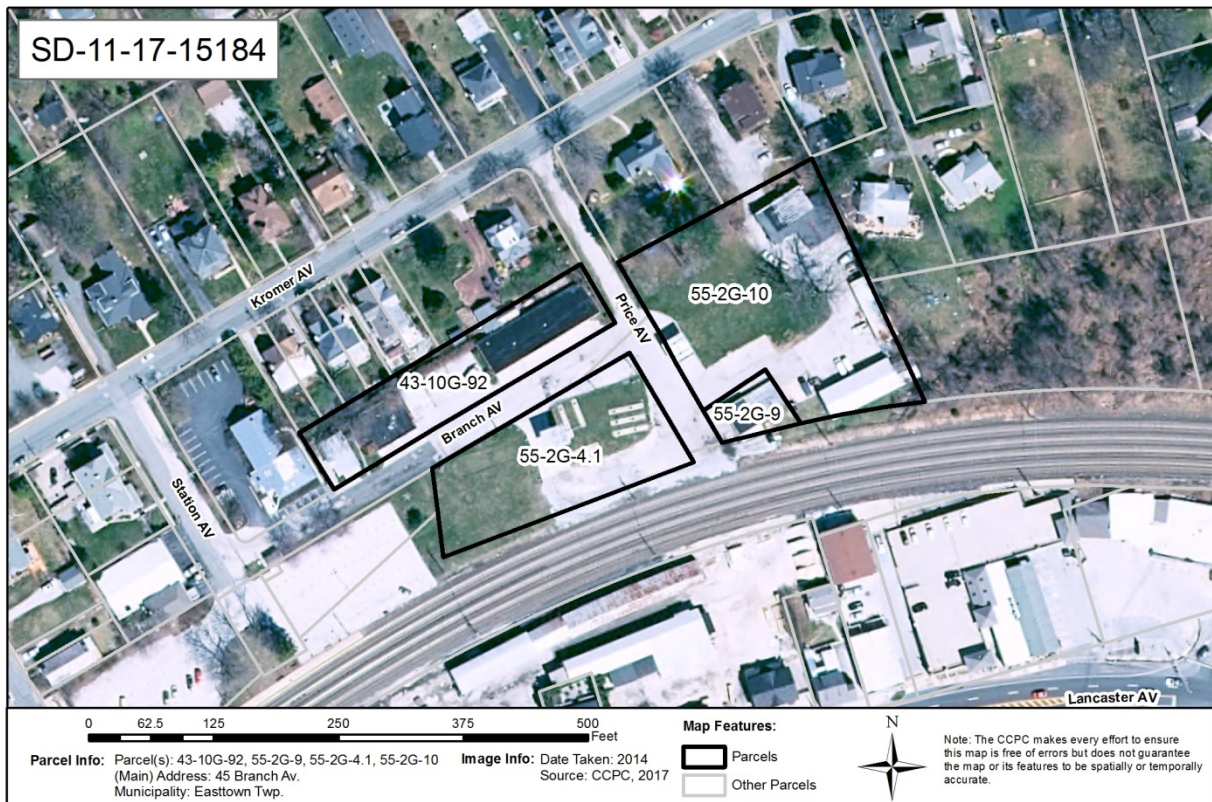 SD-11-17-15184
Kromer AV
Price AV
55-2G-10
43-10G-92
Branch AV
55-2G-9
55-2G-4.1
Station AV
Lancaster AV
0 62.5 125 250 375 500
Feet
Parcel Info: Parcel(s): 43-10G-92, 55-2G-9, 55-2G-4.1, 55-2G-10
(Main) Address: 45 Branch Av.
Municipality: Easttown Twp.
Image Info: Date Taken: 2014
Source: CCPC, 2017
Map Features:
Parcels
Other Parcels
N
Note: The CCPC makes every effort to ensure
this map is free of errors but does not guarantee
the map or its features to be spatially or temporally
accurate.